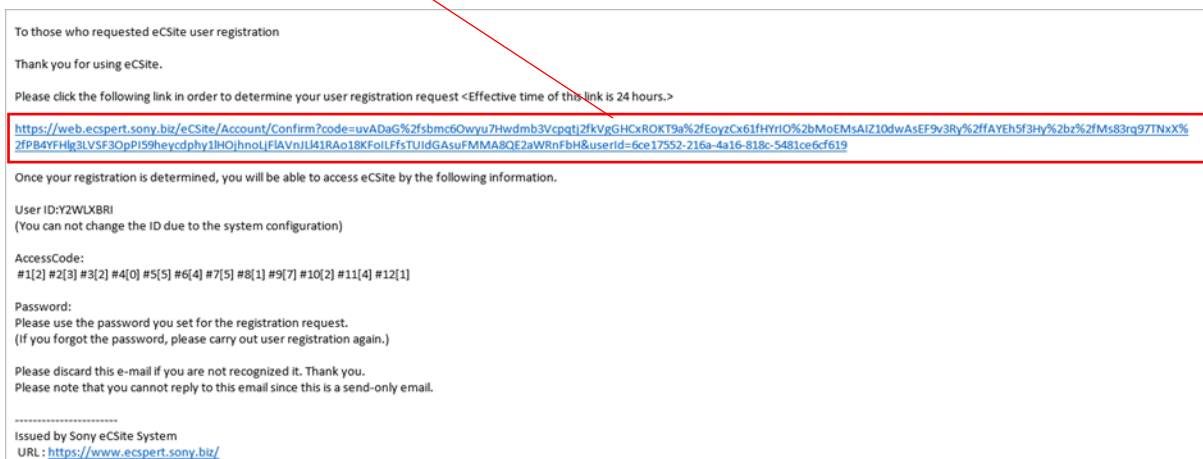 To those who requested eCSite user registration
Thank you for using eCSite.
Please click the following link in order to determine your user registration request <Effective time of this link is 24 hours.>
https://web.ecspert.sony.biz/eCSite/Account/Confirm?code=uvADaG%2fsbmc6Owyu7Hwdmb3Vcpqtj2fkVgGHCxROKT9a%2fEoyzCx61fHYrIO%2bMoEMsAIZ10dwAsEF9v3Ry%2ffAYEh5f3Hy%2bz%2fMs83rq97TNxX%
2fPB4YFHlg3LVSF3OpPI59heycdphy1lHOjhnoLjFlAVnJLl41RAo18KFoILFfsTUIdGAsuFMMA8QE2aWRnFbH&userId=6ce17552-216a-4a16-818c-5481ce6cf619
Once your registration is determined, you will be able to access eCSite by the following information.
User ID:Y2WLXBRI
(You can not change the ID due to the system configuration)
AccessCode:
#1[2] #2[3] #3[2] #4[0] #5[5] #6[4] #7[5] #8[1] #9[7] #10[2] #11[4] #12[1]
Password:
Please use the password you set for the registration request.
(If you forgot the password, please carry out user registration again.)
Please discard this e-mail if you are not recognized it. Thank you.
Please note that you cannot reply to this email since this is a send-only email.
-----------------------
Issued by Sony eCSite System
URL : https://www.ecspert.sony.biz/